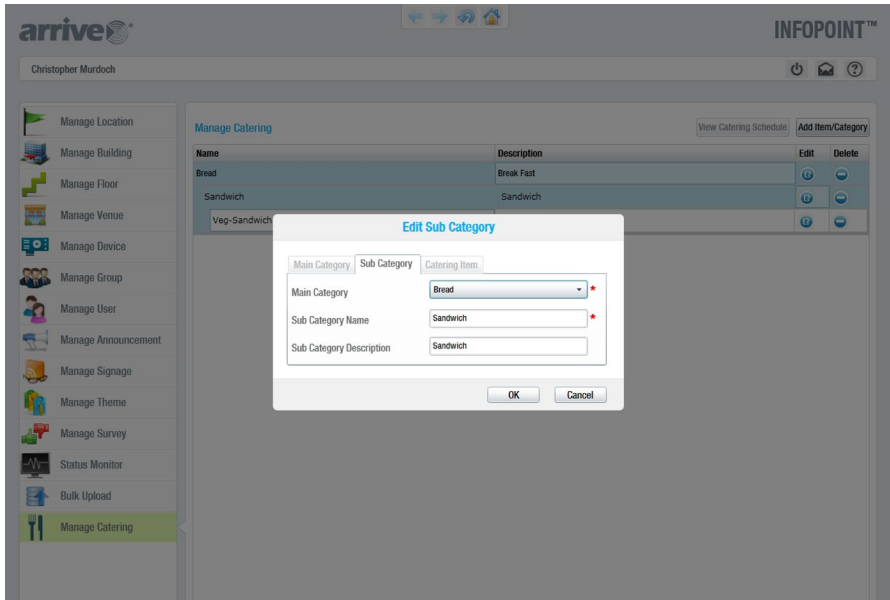 arrive
INFOPOINT™
Christopher Murdoch
Manage Location
Manage Building
Manage Floor
Manage Venue
Manage Device
Manage Group
Manage User
Manage Announcement
Manage Signage
Manage Theme
Manage Survey
Status Monitor
Bulk Upload
Manage Catering
Manage Catering
View Catering Schedule Add Item/Category
Name Description Edit Delete
Bread Break Fast
Sandwich Sandwich
Veg-Sandwich
Edit Sub Category
Main Category Sub Category Catering Item
Main Category Bread *
Sub Category Name Sandwich *
Sub Category Description Sandwich
OK Cancel